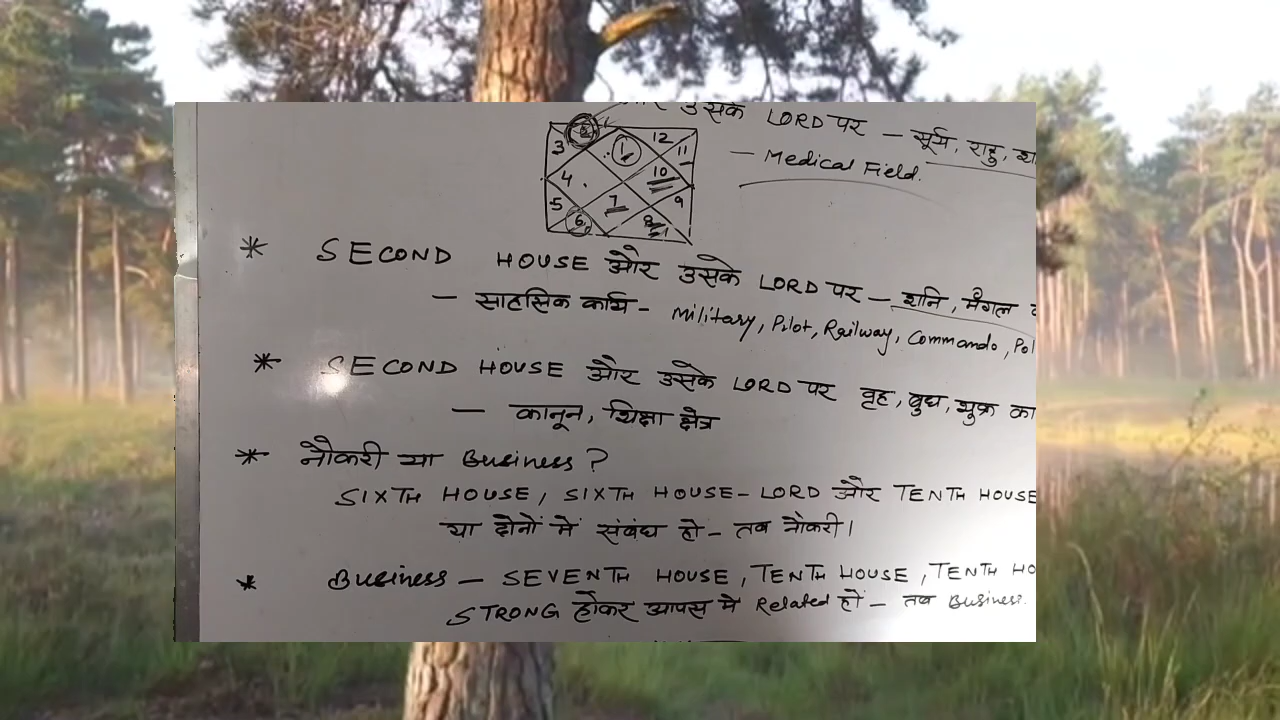 उसके LORD पर – सूर्य, राहु,
– Medical Field.
2 1 12
3 11
4 10
5 7 9
6 8
* SECOND HOUSE और उसके LORD पर – शनि, मंगल
– साहसिक कार्य – Military, Pilot, Railway, Commando, Pol
* SECOND HOUSE और उसके LORD पर वृह, बुध, शुक्र का
– कानून, शिक्षा क्षेत्र
* नौकरी या Business ?
SIXTH HOUSE, SIXTH HOUSE-LORD और TENTH HOUSE
या दोनों में संबंध हो – तब नौकरी।
* Business – SEVENTH HOUSE, TENTH HOUSE, TENTH HO
STRONG होकर आपस में Related हो – तब Business.